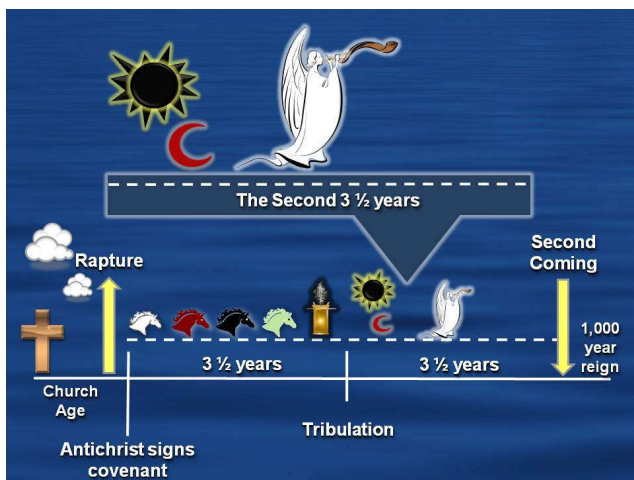 The Second 3 ½ years
Rapture
Second
Coming
3 ½ years
3 ½ years
1,000
year
reign
Church
Age
Tribulation
Antichrist signs
covenant